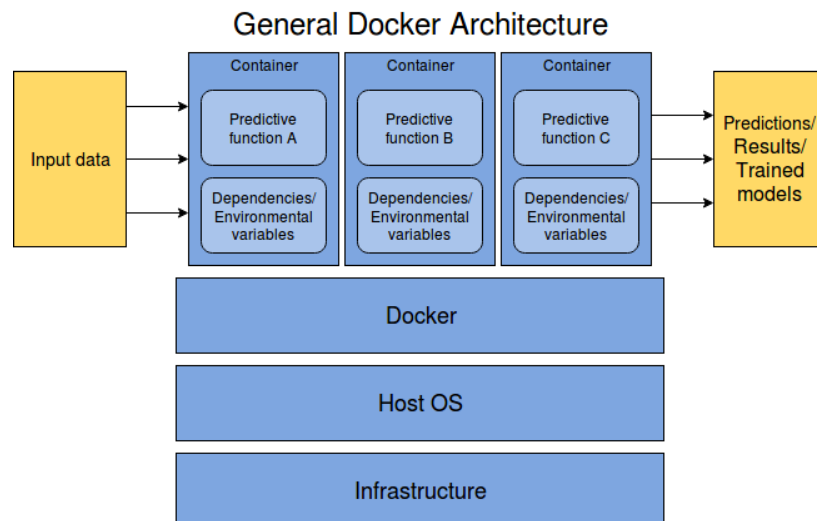 General Docker Architecture
Input data
Container
Predictive
function A
Dependencies/
Environmental
variables
Container
Predictive
function B
Dependencies/
Environmental
variables
Container
Predictive
function C
Dependencies/
Environmental
variables
Predictions/
Results/
Trained
models
Docker
Host OS
Infrastructure